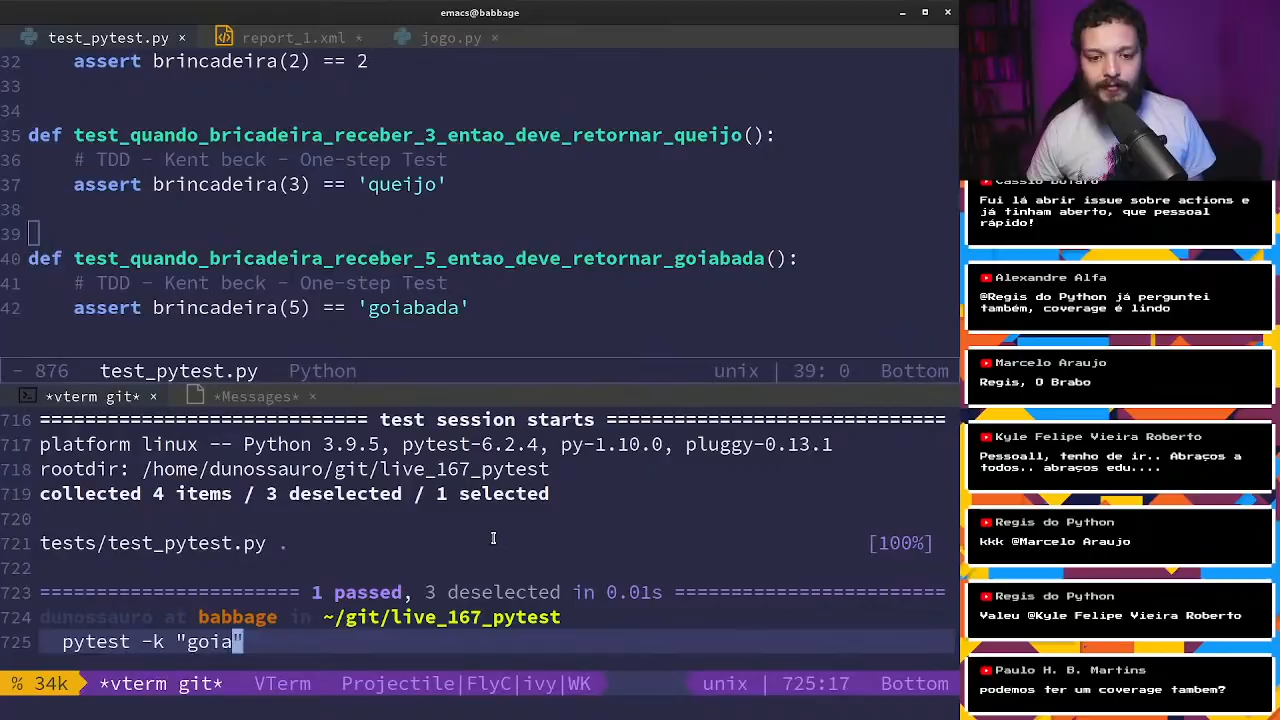 emacs@babbage
test_pytest.py × report_1.xml * jogo.py ×
32 assert brincadeira(2) == 2
33
34
35 def test_quando_bricadeira_receber_3_entao_deve_retornar_queijo():
36 # TDD - Kent beck - One-step Test
37 assert brincadeira(3) == 'queijo'
38
39
40 def test_quando_bricadeira_receber_5_entao_deve_retornar_goiabada():
41 # TDD - Kent beck - One-step Test
42 assert brincadeira(5) == 'goiabada'
- 876 test_pytest.py Python unix | 39: 0 Bottom
*vterm git* × *Messages* ×
716 =========================== test session starts ============================
717 platform linux -- Python 3.9.5, pytest-6.2.4, py-1.10.0, pluggy-0.13.1
718 rootdir: /home/dunossauro/git/live_167_pytest
719 collected 4 items / 3 deselected / 1 selected
720
721 tests/test_pytest.py . [100%]
722
723 ======================= 1 passed, 3 deselected in 0.01s ========================
724 dunossauro at babbage in ~/git/live_167_pytest
725 pytest -k "goia"
% 34k *vterm git* VTerm Projectile|FlyC|ivy|WK unix | 725:17 Bottom
Fui lá abrir issue sobre actions e
já tinham aberto, que pessoal
rápido!
Alexandre Alfa
@Regis do Python já perguntei
também, coverage é lindo
Marcelo Araujo
Regis, O Brabo
Kyle Felipe Vieira Roberto
Pessoall, tenho de ir.. Abraços a
todos.. abraços edu....
Regis do Python
kkk @Marcelo Araujo
Regis do Python
Valeu @Kyle Felipe Vieira Roberto
Paulo H. B. Martins
podemos ter um coverage tambem?